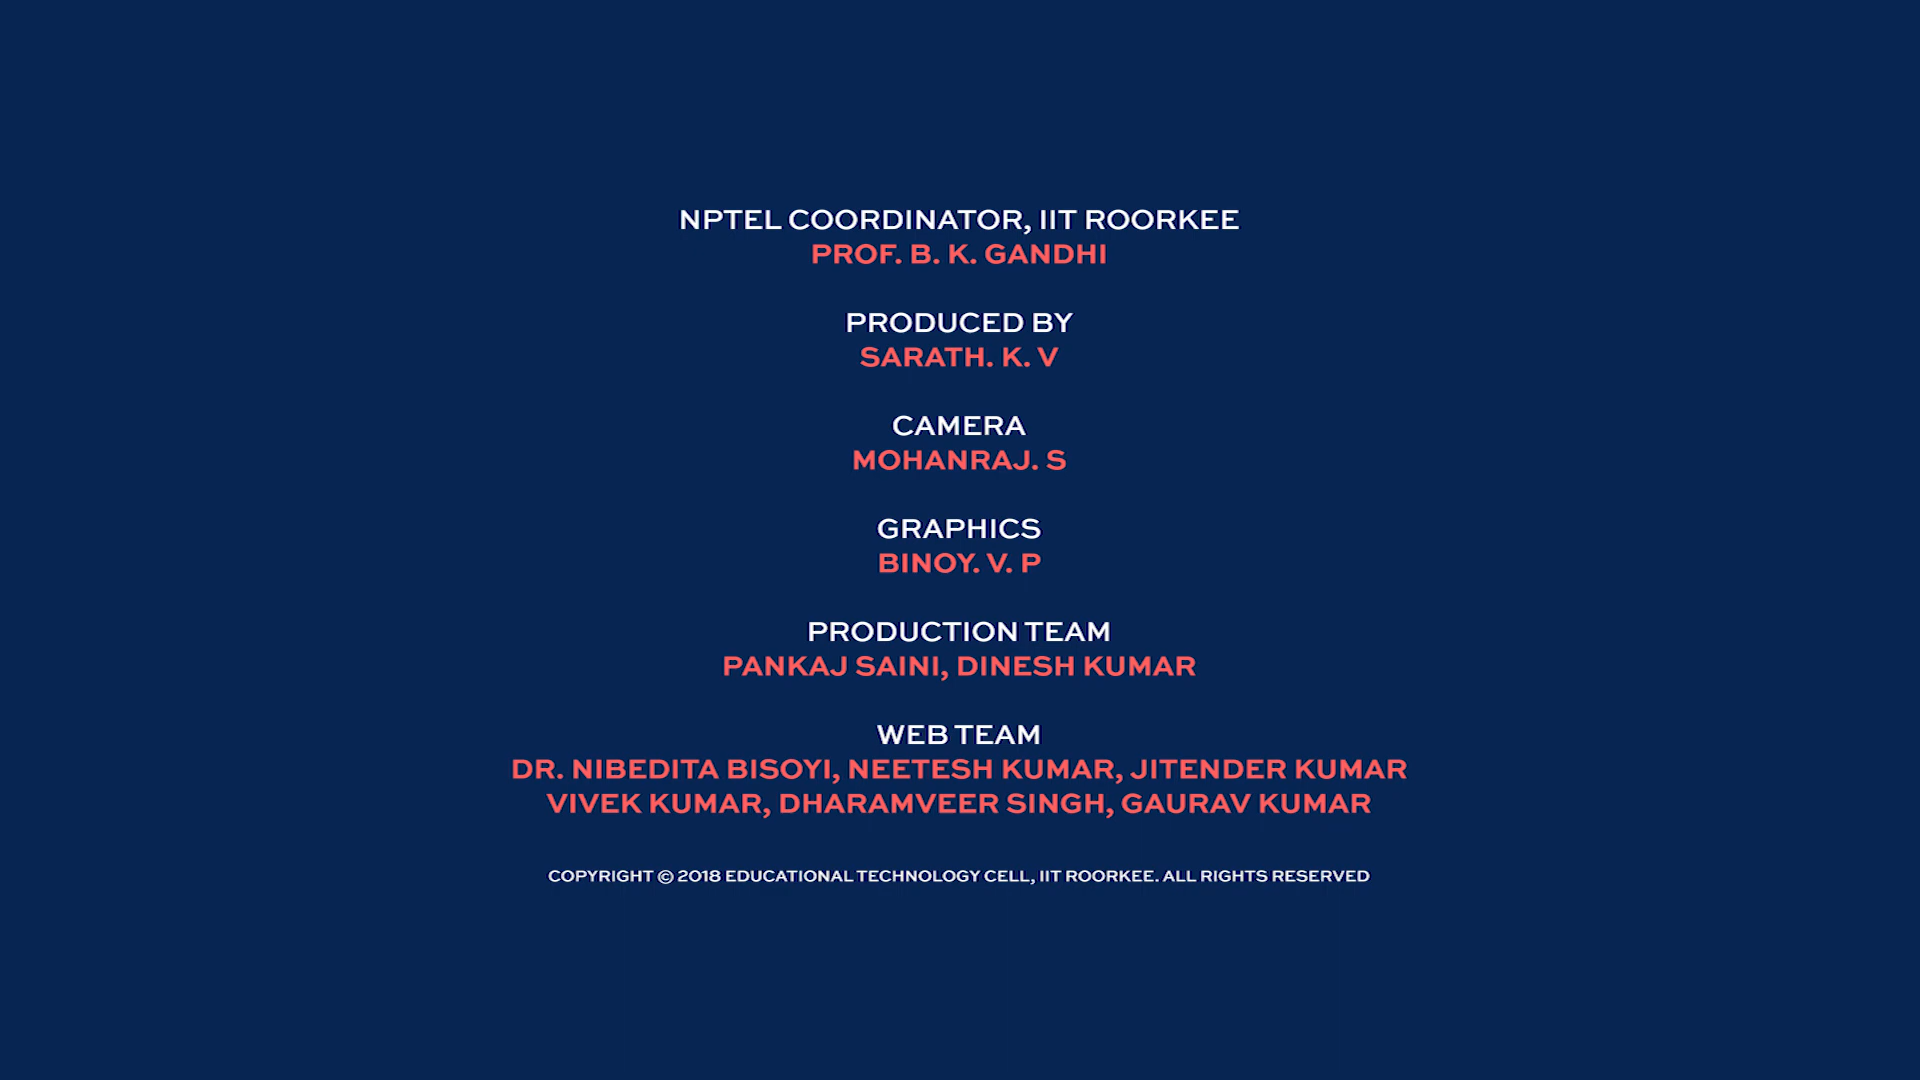 NPTEL COORDINATOR, IIT ROORKEE
PROF. B. K. GANDHI
PRODUCED BY
SARATH. K. V
CAMERA
MOHANRAJ. S
GRAPHICS
BINOY. V. P
PRODUCTION TEAM
PANKAJ SAINI, DINESH KUMAR
WEB TEAM
DR. NIBEDITA BISOYI, NEETESH KUMAR, JITENDER KUMAR
VIVEK KUMAR, DHARAMVEER SINGH, GAURAV KUMAR
COPYRIGHT © 2018 EDUCATIONAL TECHNOLOGY CELL, IIT ROORKEE. ALL RIGHTS RESERVED